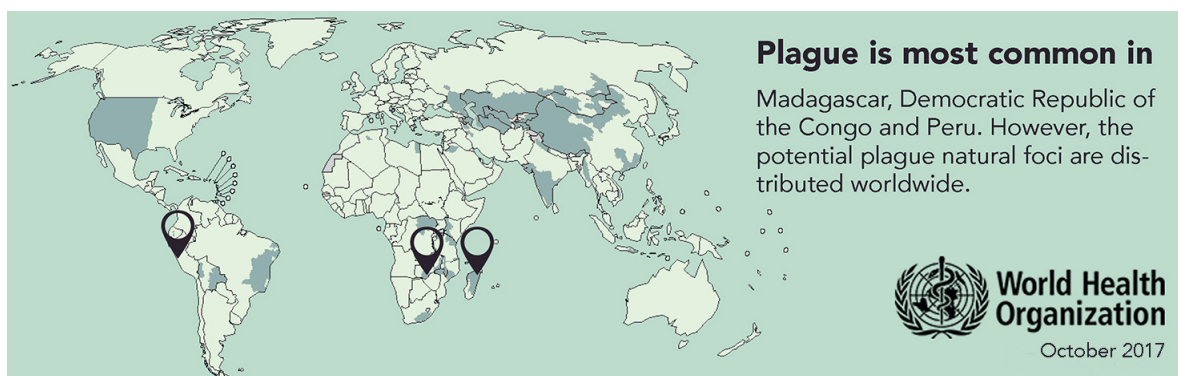 Plague is most common in
Madagascar, Democratic Republic of
the Congo and Peru. However, the
potential plague natural foci are dis-
tributed worldwide.
World Health
Organization
October 2017